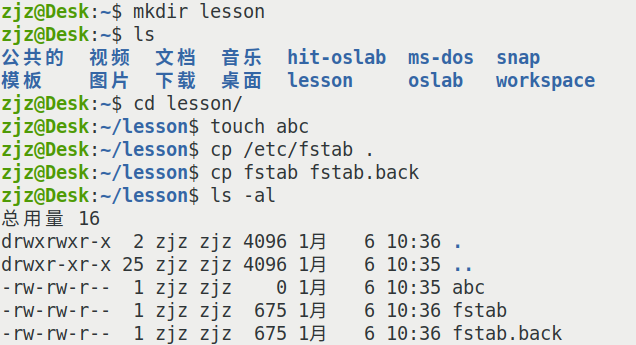 zjz@Desk:~$ mkdir lesson
zjz@Desk:~$ ls
公共的  视频  文档  音乐  hit-oslab  ms-dos  snap
模板    图片  下载  桌面  lesson     oslab   workspace
zjz@Desk:~$ cd lesson/
zjz@Desk:~/lesson$ touch abc
zjz@Desk:~/lesson$ cp /etc/fstab .
zjz@Desk:~/lesson$ cp fstab fstab.back
zjz@Desk:~/lesson$ ls -al
总用量 16
drwxrwxr-x  2 zjz zjz 4096 1月   6 10:36 .
drwxr-xr-x 25 zjz zjz 4096 1月   6 10:35 ..
-rw-rw-r--  1 zjz zjz    0 1月   6 10:35 abc
-rw-rw-r--  1 zjz zjz  675 1月   6 10:36 fstab
-rw-rw-r--  1 zjz zjz  675 1月   6 10:36 fstab.back